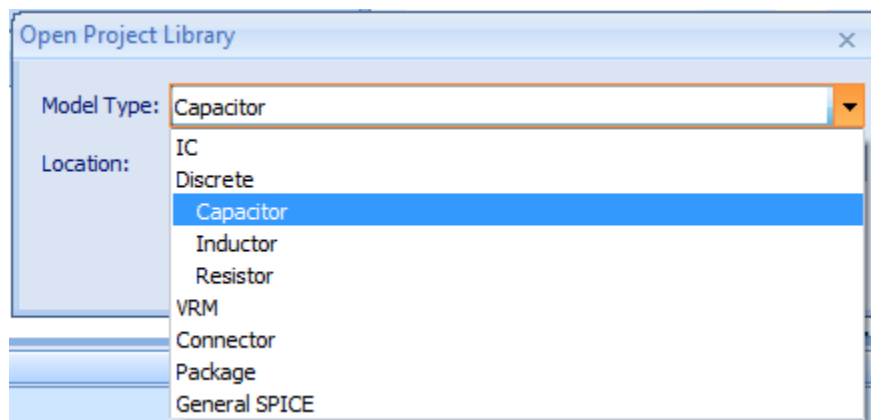 Open Project Library
Model Type: Capacitor
IC
Location:
Discrete
Capacitor
Inductor
Resistor
VRM
Connector
Package
General SPICE